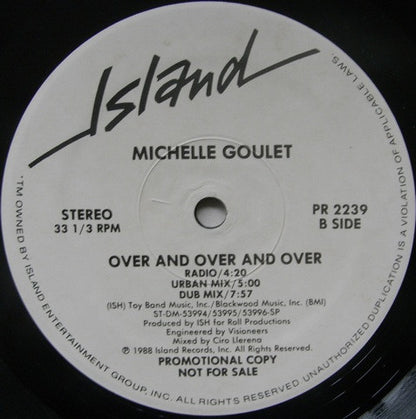 Island
MICHELLE GOULET
STEREO
33 1/3 RPM
PR 2239
B SIDE
OVER AND OVER AND OVER
RADIO/4:20
URBAN MIX/5:00
DUB MIX/7:57
(ISH) Toy Band Music, Inc./Blackwood Music, Inc. (BMI)
ST-DM-53994/53995/53996-SP
Produced by ISH for Roll Productions
Engineered by Visioneers
Mixed by Ciro Llerena
℗ 1988 Island Records, Inc. All Rights Reserved
PROMOTIONAL COPY
NOT FOR SALE
™ OWNED BY ISLAND ENTERTAINMENT GROUP, INC. ALL RIGHTS RESERVED UNAUTHORIZED DUPLICATION IS A VIOLATION OF APPLICABLE LAWS.